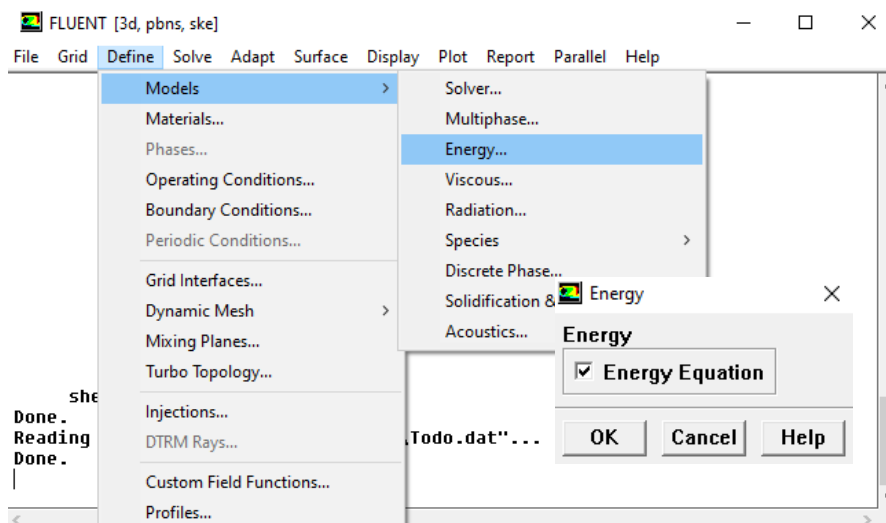 FLUENT [3d, pbns, ske]
File Grid Define Solve Adapt Surface Display Plot Report Parallel Help
Models
Materials...
Phases...
Operating Conditions...
Boundary Conditions...
Periodic Conditions...
Grid Interfaces...
Dynamic Mesh
Mixing Planes...
Turbo Topology...
Injections...
DTRM Rays...
Custom Field Functions...
Profiles...
Solver...
Multiphase...
Energy...
Viscous...
Radiation...
Species
Discrete Phase...
Solidification &
Acoustics...
Energy
Energy
Energy Equation
OK Cancel Help
she
Done.
Reading \Todo.dat"...
Done.